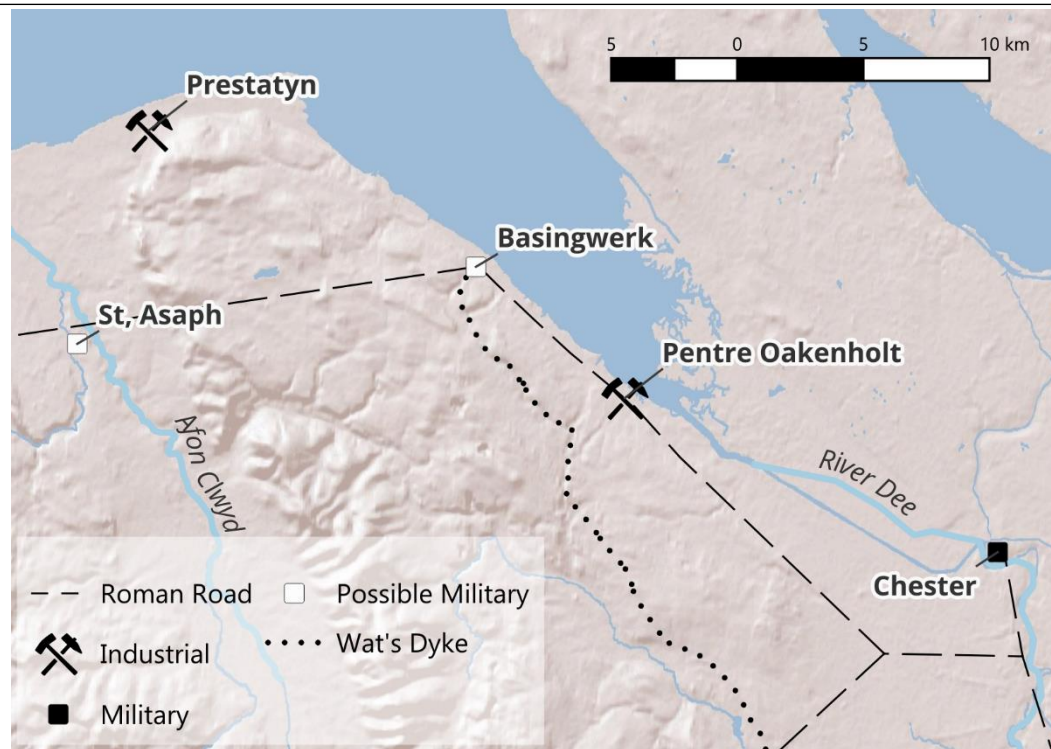 5 0 5 10 km
Prestatyn
Basingwerk
St, Asaph
Pentre Oakenholt
Afon Clwyd
River Dee
Chester
Roman Road
Possible Military
Industrial
Wat's Dyke
Military